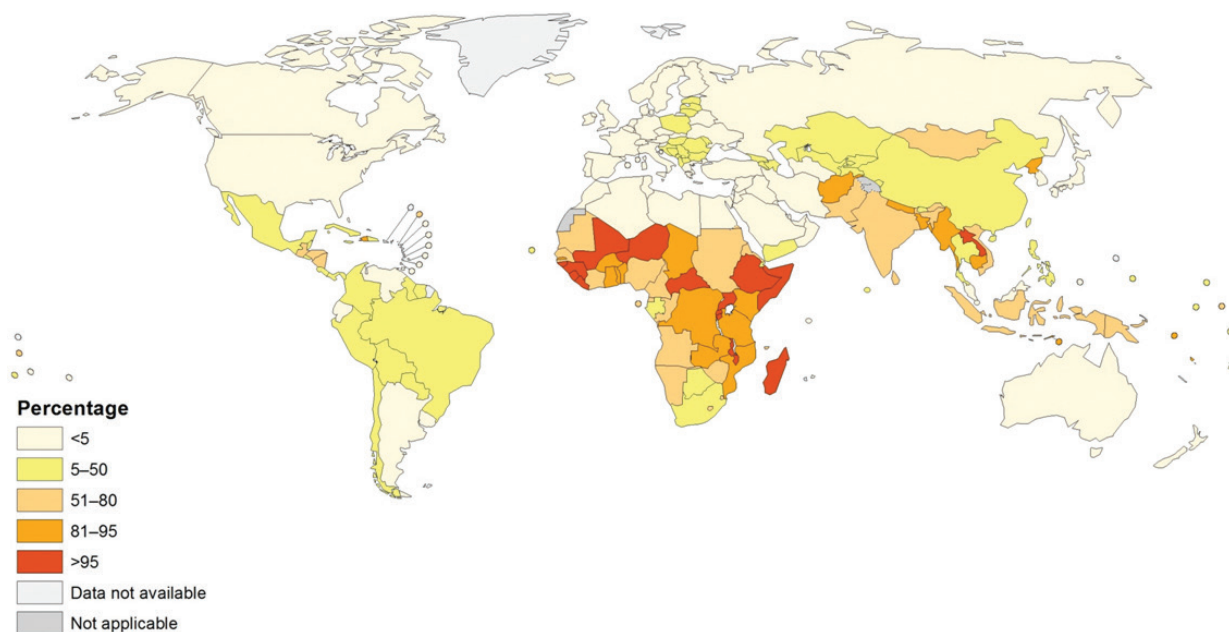 Percentage
<5
5–50
51–80
81–95
>95
Data not available
Not applicable